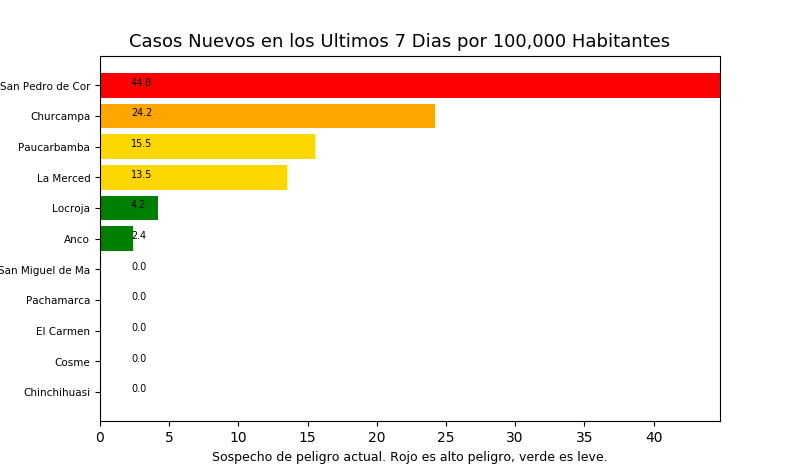 Casos Nuevos en los Ultimos 7 Dias por 100,000 Habitantes
San Pedro de Cor 44.8
Churcampa 24.2
Paucarbamba 15.5
La Merced 13.5
Locroja 4.2
Anco 2.4
San Miguel de Ma 0.0
Pachamarca 0.0
El Carmen 0.0
Cosme 0.0
Chinchihuasi 0.0
0 5 10 15 20 25 30 35 40
Sospecho de peligro actual. Rojo es alto peligro, verde es leve.